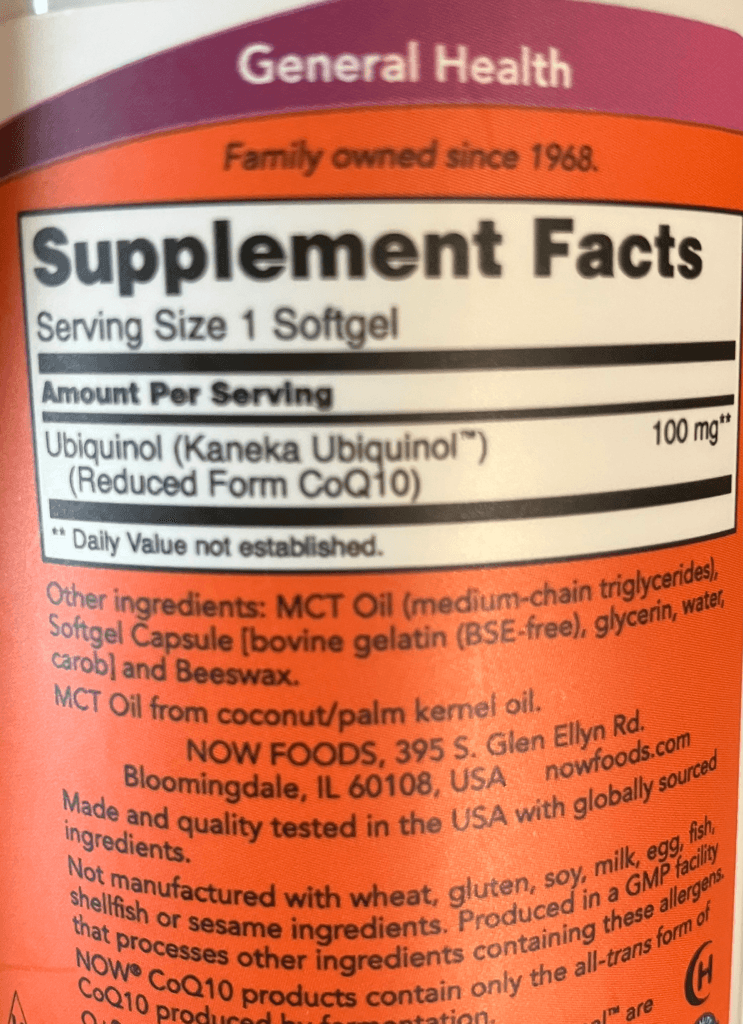 General Health
Family owned since 1968.
Supplement Facts
Serving Size 1 Softgel
Amount Per Serving
Ubiquinol (Kaneka Ubiquinol™) 100 mg**
(Reduced Form CoQ10)
** Daily Value not established.
Other ingredients: MCT Oil (medium-chain triglycerides),
Softgel Capsule [bovine gelatin (BSE-free), glycerin, water,
carob] and Beeswax.
MCT Oil from coconut/palm kernel oil.
NOW FOODS, 395 S. Glen Ellyn Rd.
Bloomingdale, IL 60108, USA nowfoods.com
Made and quality tested in the USA with globally sourced
ingredients.
Not manufactured with wheat, gluten, soy, milk, egg, fish,
shellfish or sesame ingredients. Produced in a GMP facility
that processes other ingredients containing these allergens.
NOW® CoQ10 products contain only the all-trans form of
CoQ10 produced by fermentation.
are
H